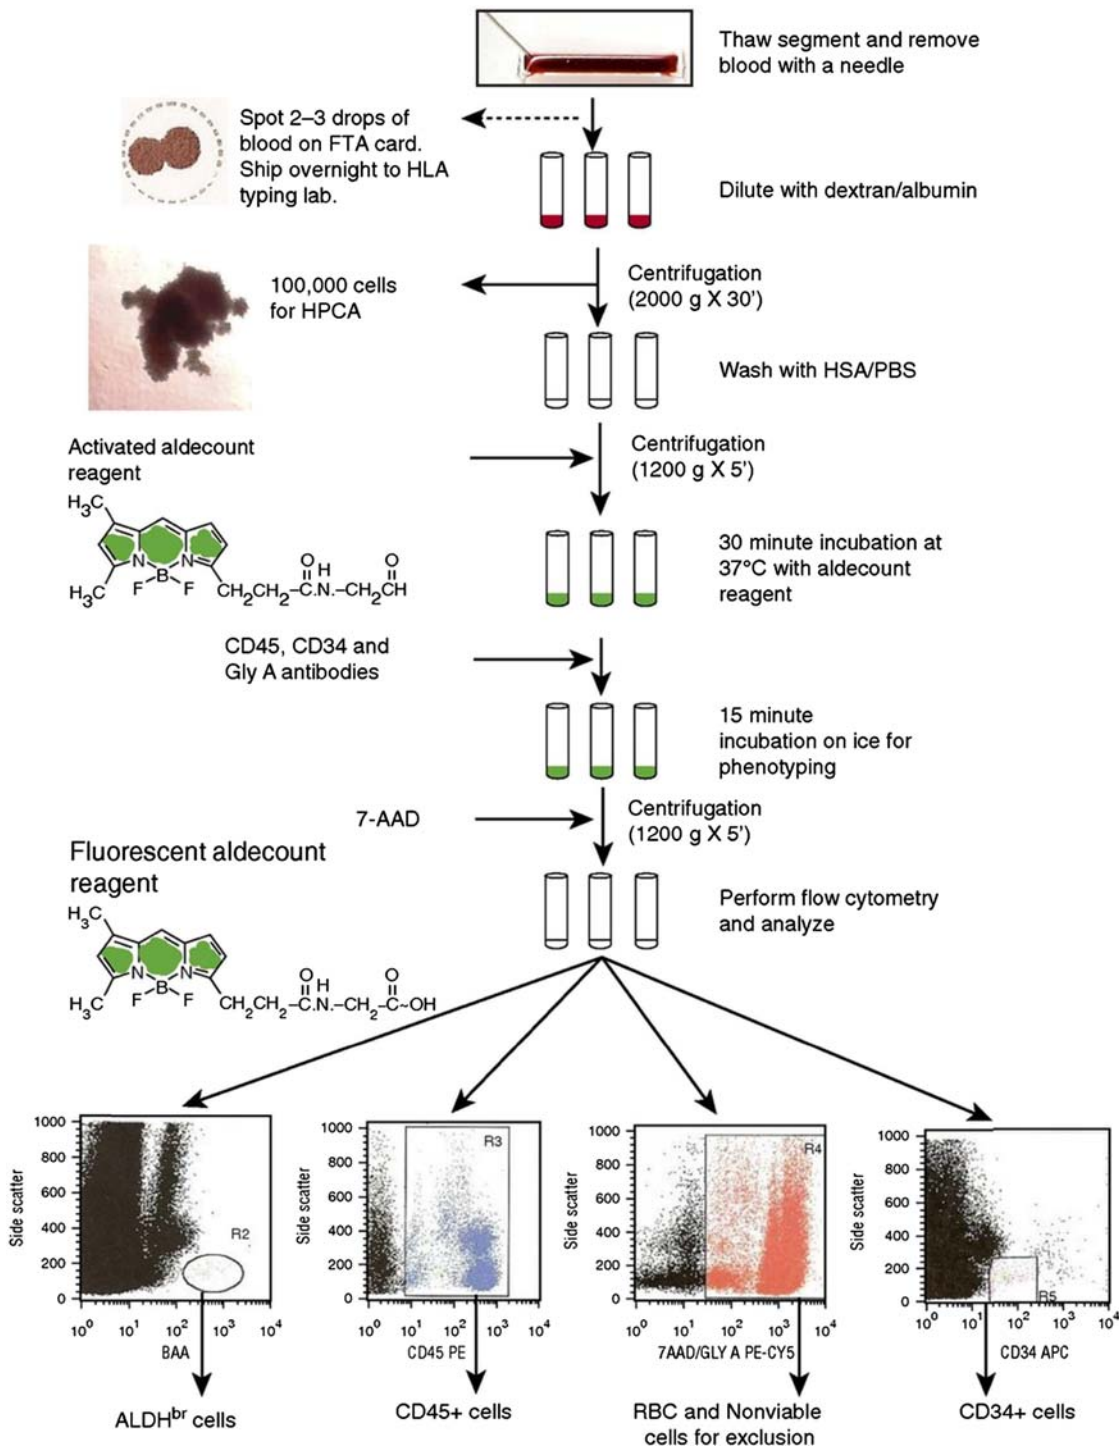 Thaw segment and remove
blood with a needle
Spot 2–3 drops of
blood on FTA card.
Ship overnight to HLA
typing lab.
Dilute with dextran/albumin
100,000 cells
for HPCA
Centrifugation
(2000 g X 30')
Wash with HSA/PBS
Activated aldecount
reagent
Centrifugation
(1200 g X 5')
H3C
N N
B
H3C F F
O H O
CH2CH2–C.N.–CH2CH
30 minute incubation at
37°C with aldecount
reagent
CD45, CD34 and
Gly A antibodies
15 minute
incubation on ice for
phenotyping
7-AAD
Centrifugation
(1200 g X 5')
Fluorescent aldecount
reagent
Perform flow cytometry
and analyze
H3C
N N
B
H3C F F
O H O
CH2CH2–C.N.–CH2–C–OH
Side scatter
1000
800
600
400
200
0
R2
10^0 10^1 10^2 10^3 10^4
BAA
ALDH^br cells
Side scatter
1000
800
600
400
200
0
R3
10^0 10^1 10^2 10^3 10^4
CD45 PE
CD45+ cells
Side scatter
1000
800
600
400
200
0
R4
10^0 10^1 10^2 10^3 10^4
7AAD/GLY A PE-CY5
RBC and Nonviable
cells for exclusion
Side scatter
1000
800
600
400
200
0
R5
10^0 10^1 10^2 10^3 10^4
CD34 APC
CD34+ cells